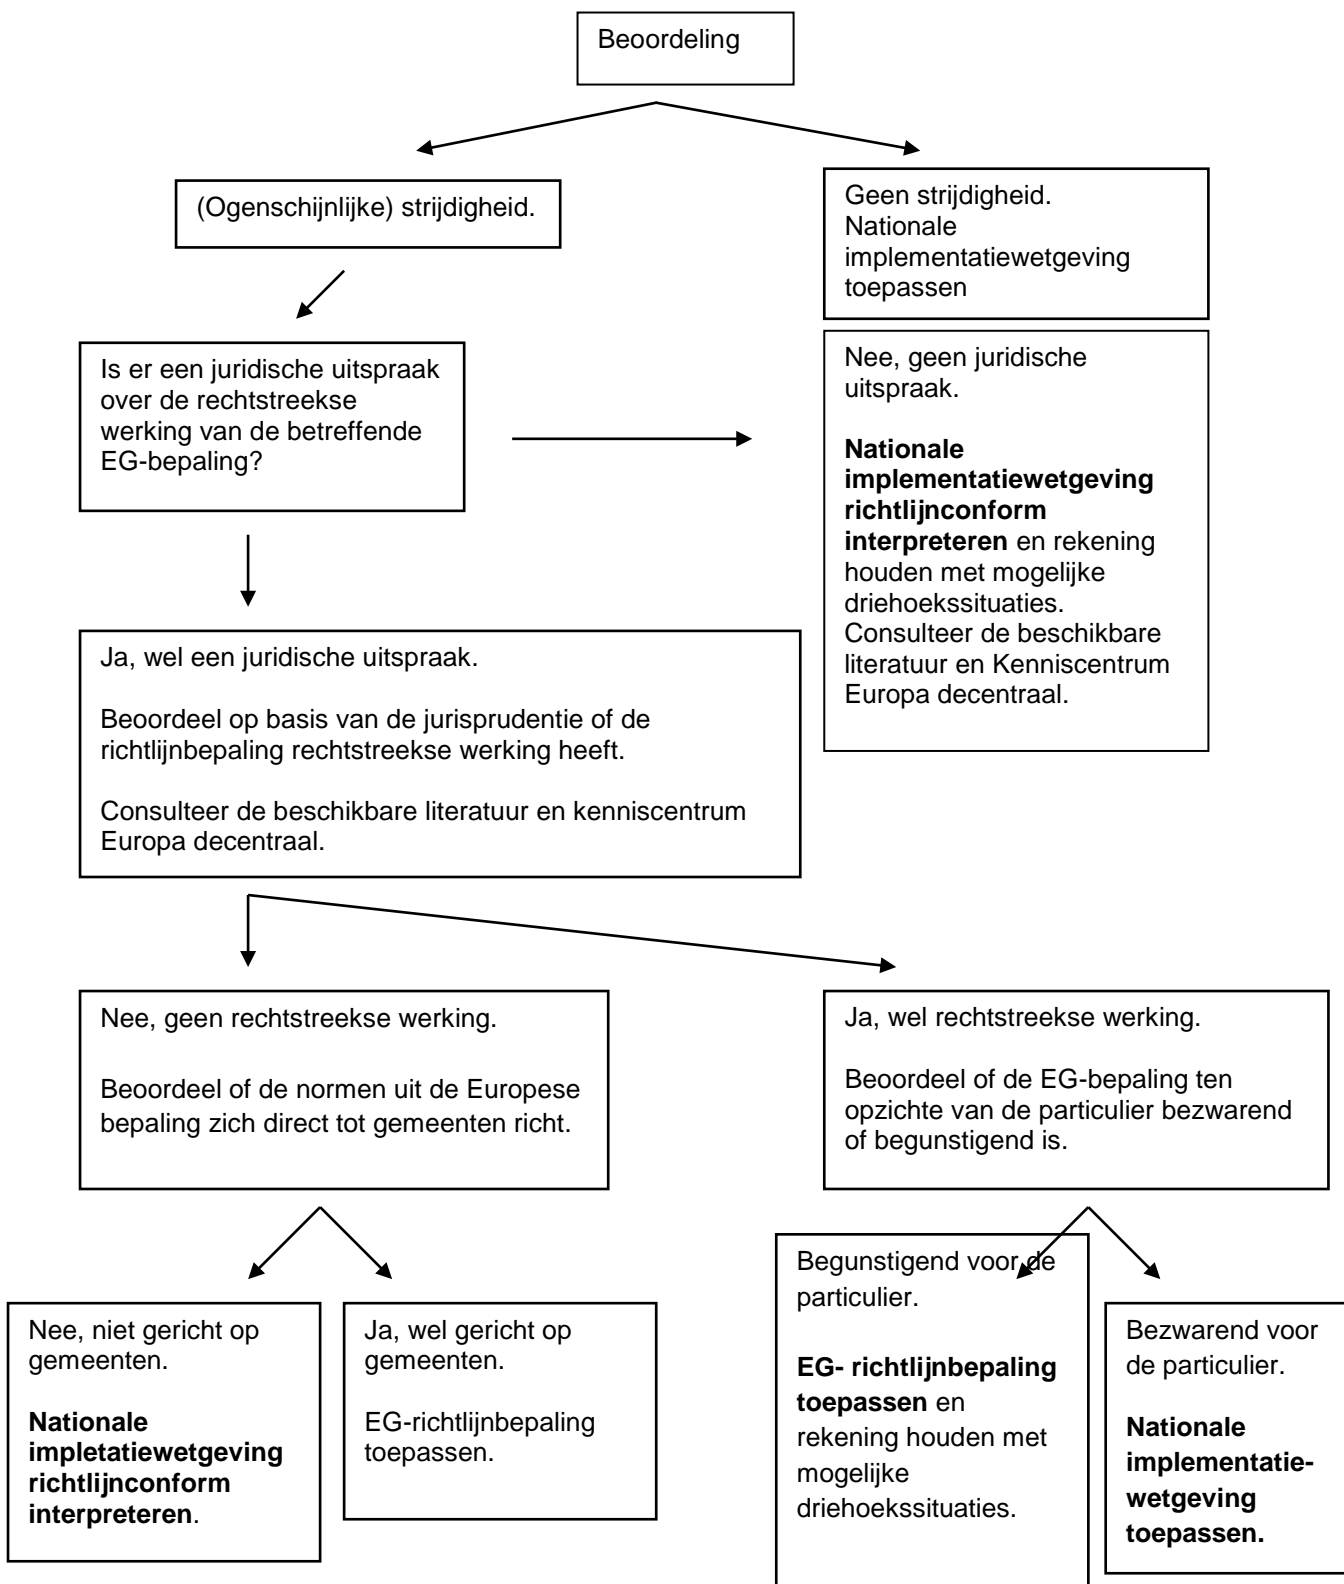 Beoordeling
(Ogenschijnlijke) strijdigheid.
Geen strijdigheid.
Nationale
implementatiewetgeving
toepassen
Is er een juridische uitspraak
over de rechtstreekse
werking van de betreffende
EG-bepaling?
Nee, geen juridische
uitspraak.
Nationale
implementatiewetgeving
richtlijnconform
interpreteren en rekening
houden met mogelijke
driehoekssituaties.
Consulteer de beschikbare
literatuur en Kenniscentrum
Europa decentraal.
Ja, wel een juridische uitspraak.
Beoordeel op basis van de jurisprudentie of de
richtlijnbepaling rechtstreekse werking heeft.
Consulteer de beschikbare literatuur en kenniscentrum
Europa decentraal.
Nee, geen rechtstreekse werking.
Beoordeel of de normen uit de Europese
bepaling zich direct tot gemeenten richt.
Ja, wel rechtstreekse werking.
Beoordeel of de EG-bepaling ten
opzichte van de particulier bezwarend
of begunstigend is.
Nee, niet gericht op
gemeenten.
Nationale
impletatiewetgeving
richtlijnconform
interpreteren.
Ja, wel gericht op
gemeenten.
EG-richtlijnbepaling
toepassen.
Begunstigend voor de
particulier.
EG- richtlijnbepaling
toepassen en
rekening houden met
mogelijke
driehoekssituaties.
Bezwarend voor
de particulier.
Nationale
implementatie-
wetgeving
toepassen.